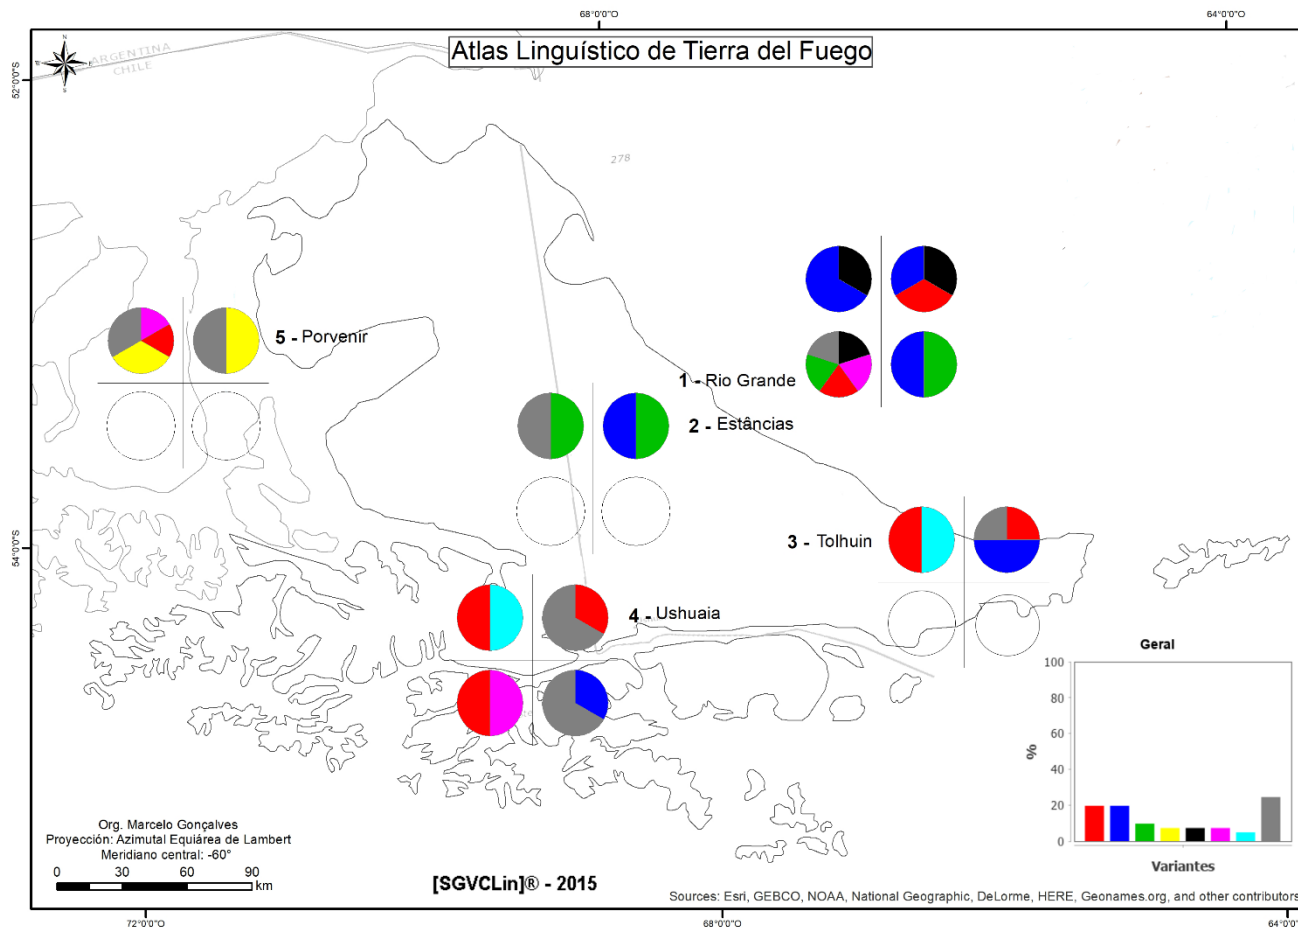 68°0'0"O
64°0'0"O
Atlas Linguístico de Tierra del Fuego
ARGENTINA
CHILE
52°0'0"S
278
1 - Rio Grande
5 - Porvenir
2 - Estâncias
3 - Tolhuin
54°0'0"S
4 - Ushuaia
Geral
100
80
60
40
20
0
%
Variantes
Org. Marcelo Gonçalves
Proyección: Azimutal Equiárea de Lambert
Meridiano central: -60°
0 30 60 90
km
[SGVCLin]® - 2015
Sources: Esri, GEBCO, NOAA, National Geographic, DeLorme, HERE, Geonames.org, and other contributors
72°0'0"O
68°0'0"O
64°0'0"O